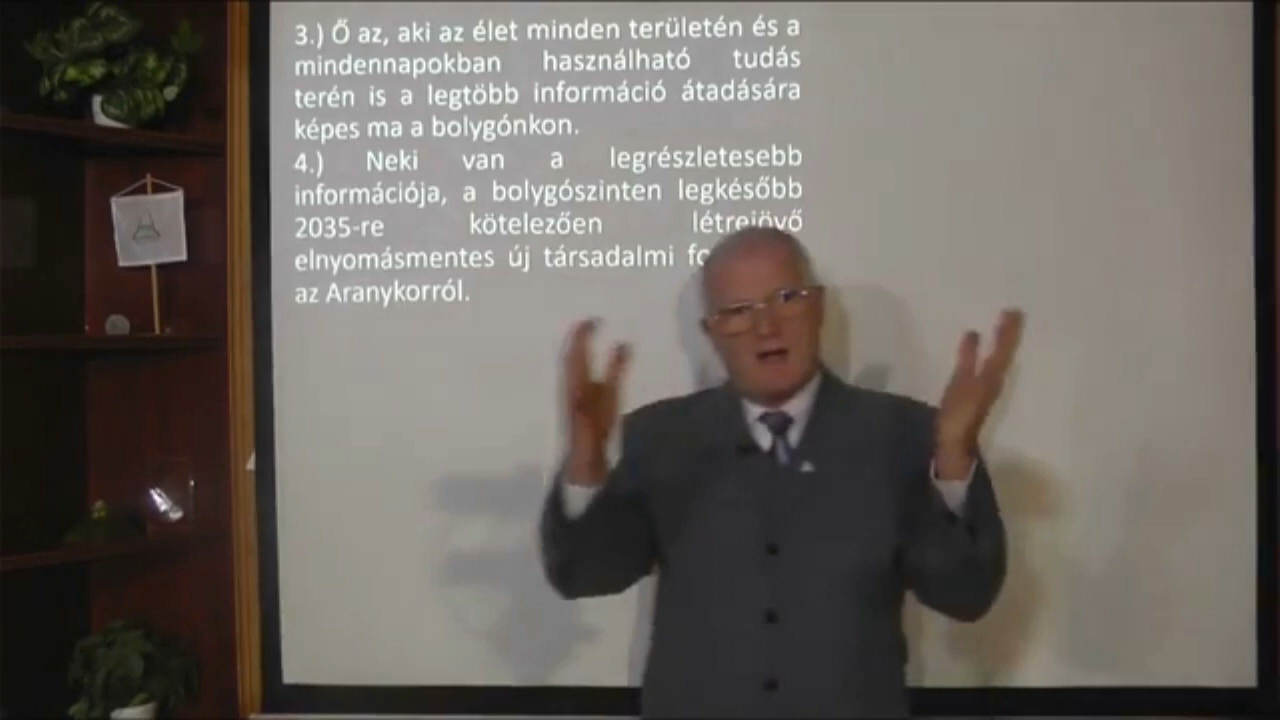 3.) Ő az, aki az élet minden területén és a
mindennapokban használható tudás
terén is a legtöbb információ átadására
képes ma a bolygónkon.
4.) Neki van a legrészletesebb
információja, a bolygószinten legkésőbb
2035-re kötelezően létrejövő
elnyomásmentes új társadalmi
az Aranykorról.